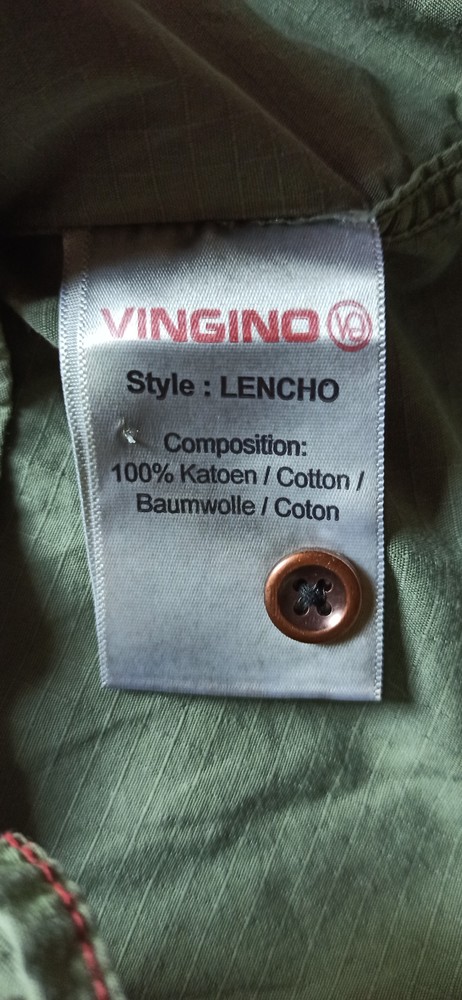 VINGINO
Style : LENCHO
Composition:
100% Katoen / Cotton /
Baumwolle / Coton